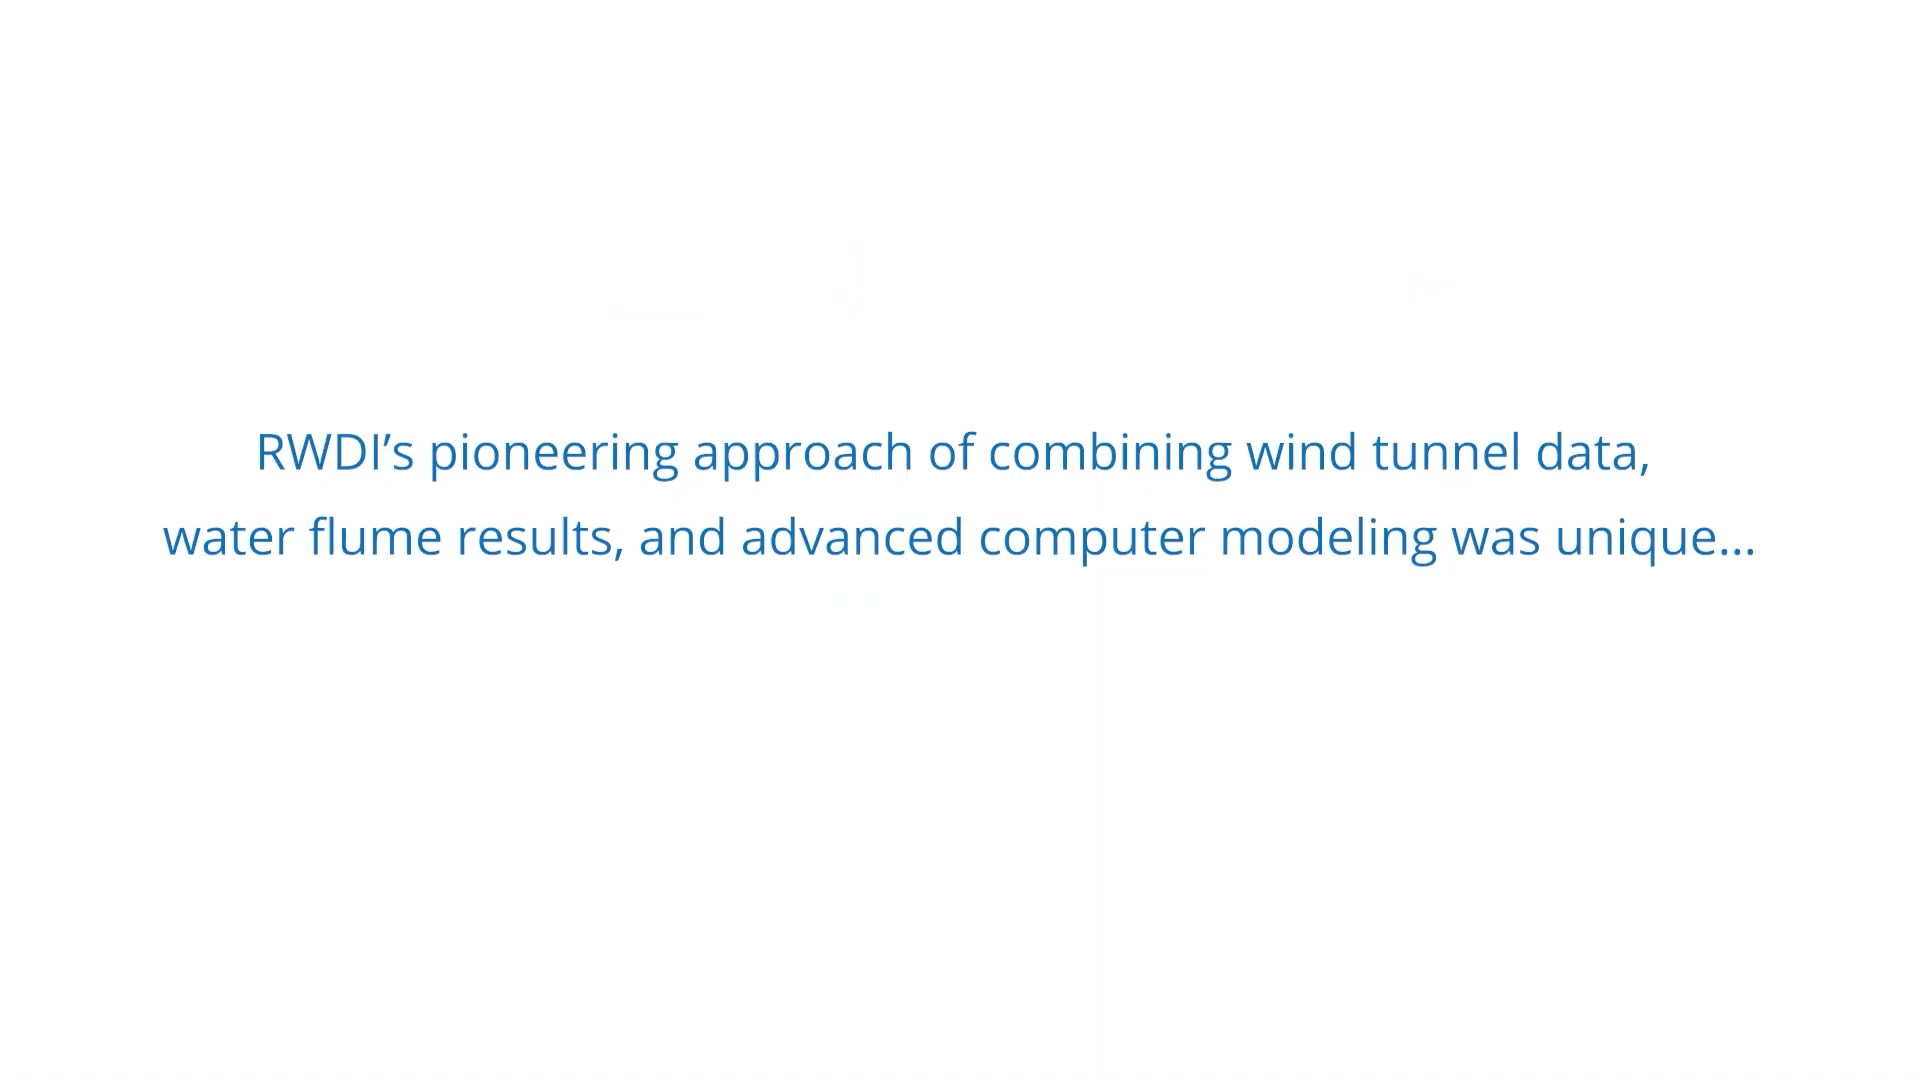 RWDI’s pioneering approach of combining wind tunnel data,
water flume results, and advanced computer modeling was unique...